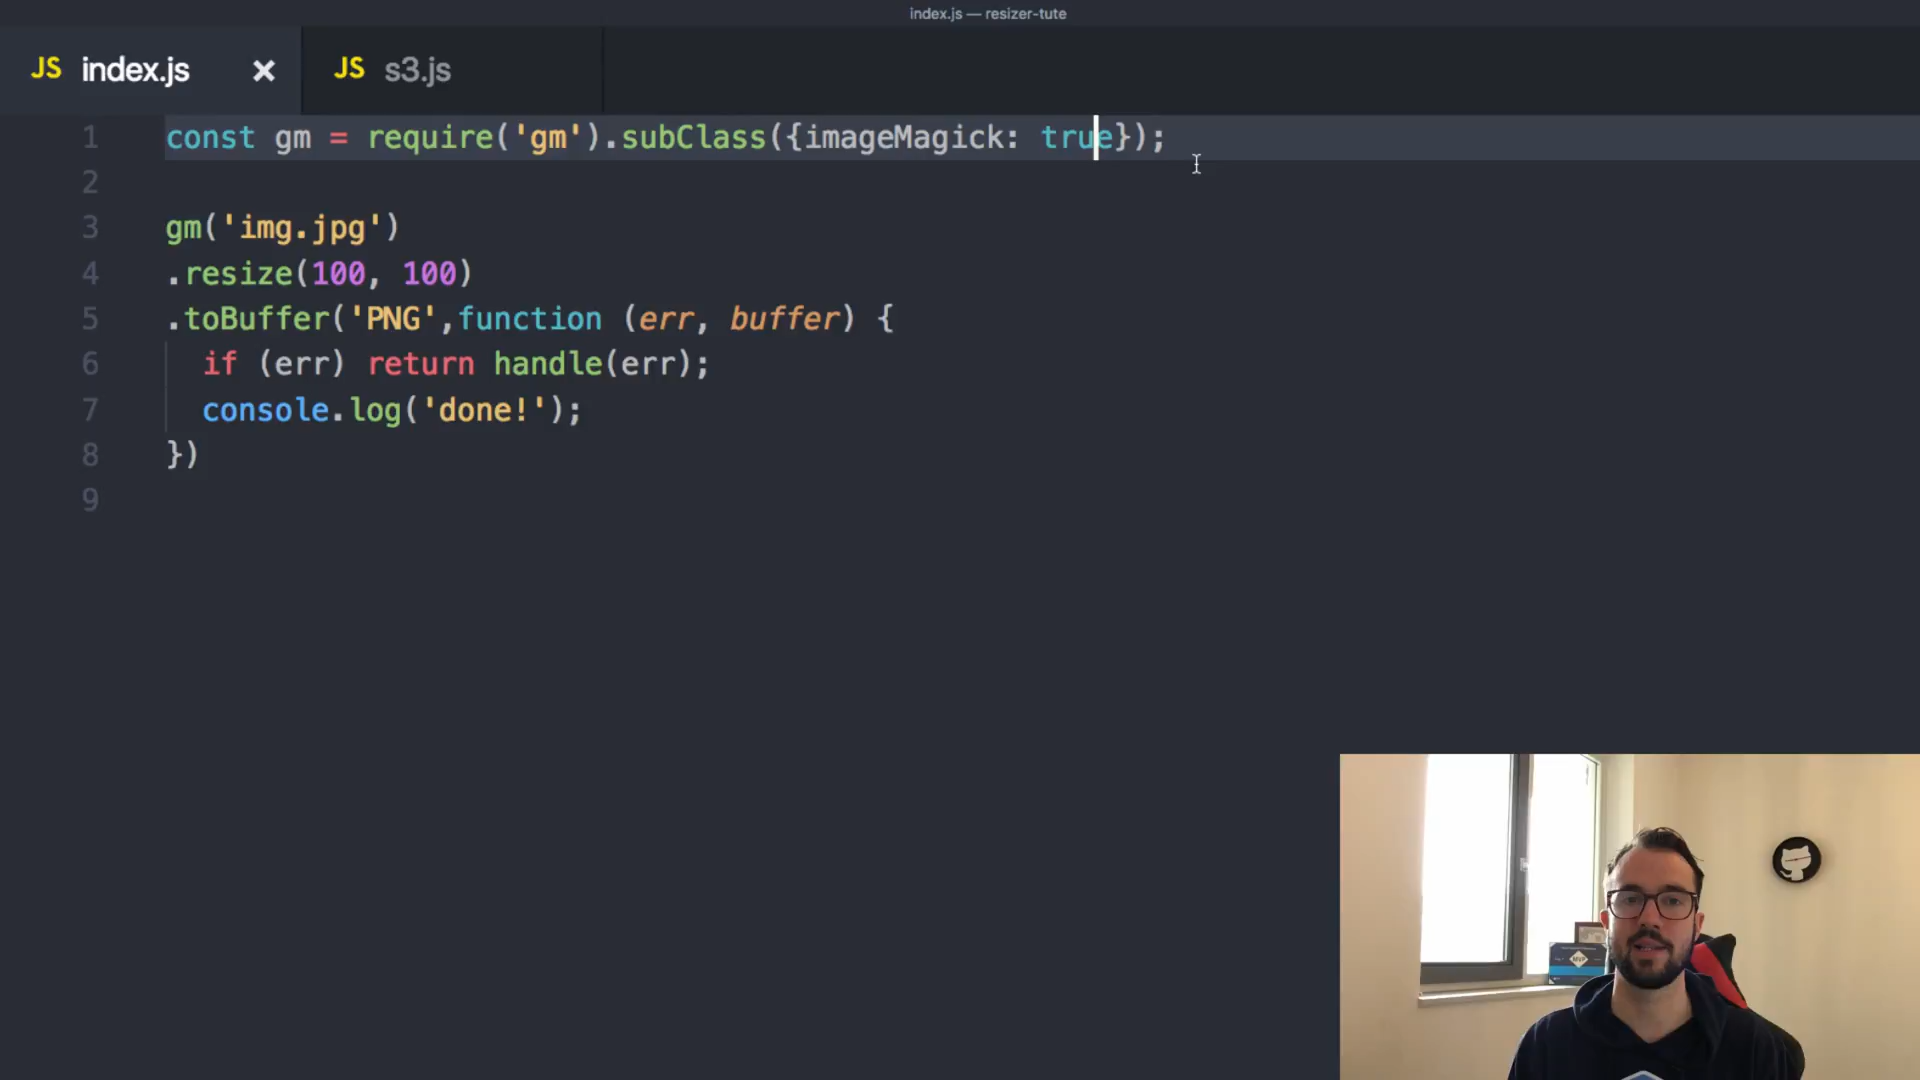 index.js — resizer-tute
JS index.js JS s3.js
1 const gm = require('gm').subClass({imageMagick: true});
2
3 gm('img.jpg')
4 .resize(100, 100)
5 .toBuffer('PNG',function (err, buffer) {
6 if (err) return handle(err);
7 console.log('done!');
8 })
9
MVP